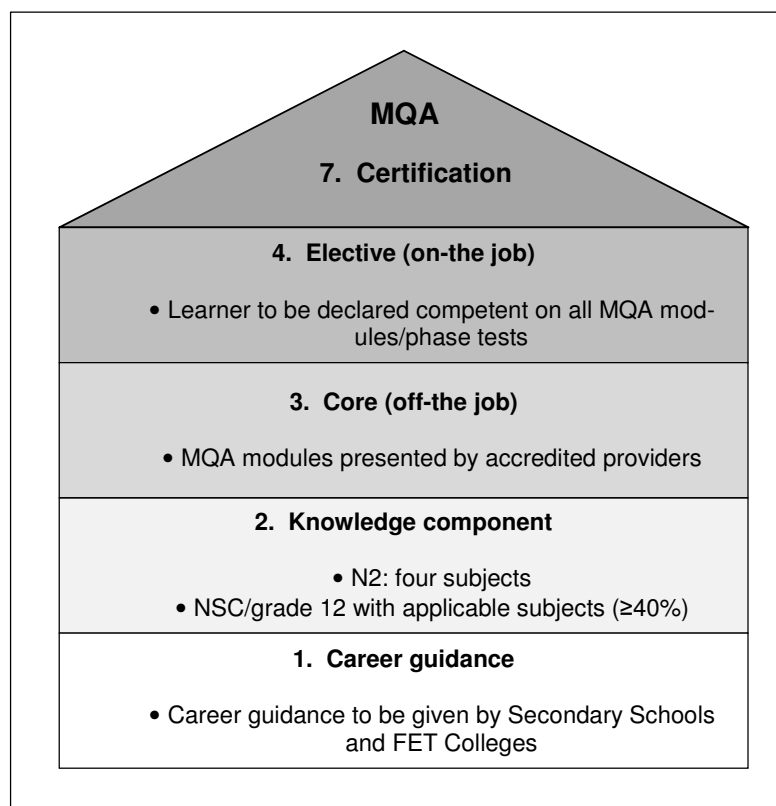 MQA
7. Certification
4. Elective (on-the job)
• Learner to be declared competent on all MQA mod-
ules/phase tests
3. Core (off-the job)
• MQA modules presented by accredited providers
2. Knowledge component
• N2: four subjects
• NSC/grade 12 with applicable subjects (≥40%)
1. Career guidance
• Career guidance to be given by Secondary Schools
and FET Colleges